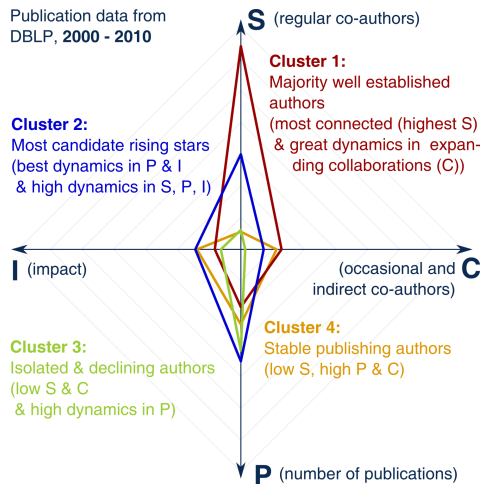 Publication data from
DBLP, 2000 - 2010
S (regular co-authors)
Cluster 1:
Majority well established
authors
(most connected (highest S)
& great dynamics in expan-
ding collaborations (C))
Cluster 2:
Most candidate rising stars
(best dynamics in P & I
& high dynamics in S, P, I)
I (impact)
(occasional and
indirect co-authors)
C
Cluster 3:
Isolated & declining authors
(low S & C
& high dynamics in P)
Cluster 4:
Stable publishing authors
(low S, high P & C)
P (number of publications)